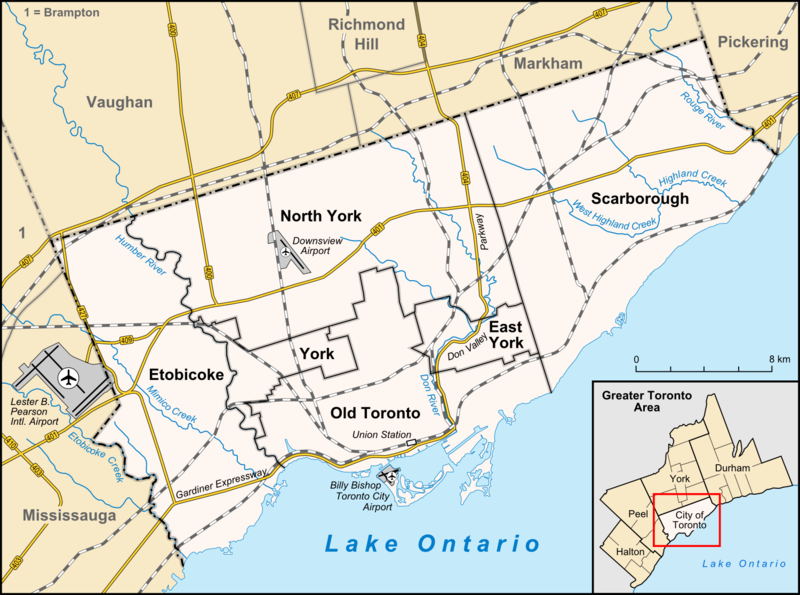 1 = Brampton
Richmond
Hill
Pickering
Markham
Vaughan
407
400
404
407
401
Rouge River
Highland Creek
West Highland Creek
Scarborough
404
North York
Downsview
Airport
401
Parkway
1
Humber River
407
400
427
409
East
York
Don Valley
York
Etobicoke
Old Toronto
Don River
Union Station
Mimico Creek
Lester B.
Pearson
Intl. Airport
401
Etobicoke Creek
410
403
427
Gardiner Expressway
Billy Bishop
Toronto City
Airport
Mississauga
Lake Ontario
0
8 km
Greater Toronto
Area
York
Durham
Peel
City of
Toronto
Halton
Lake Ontario